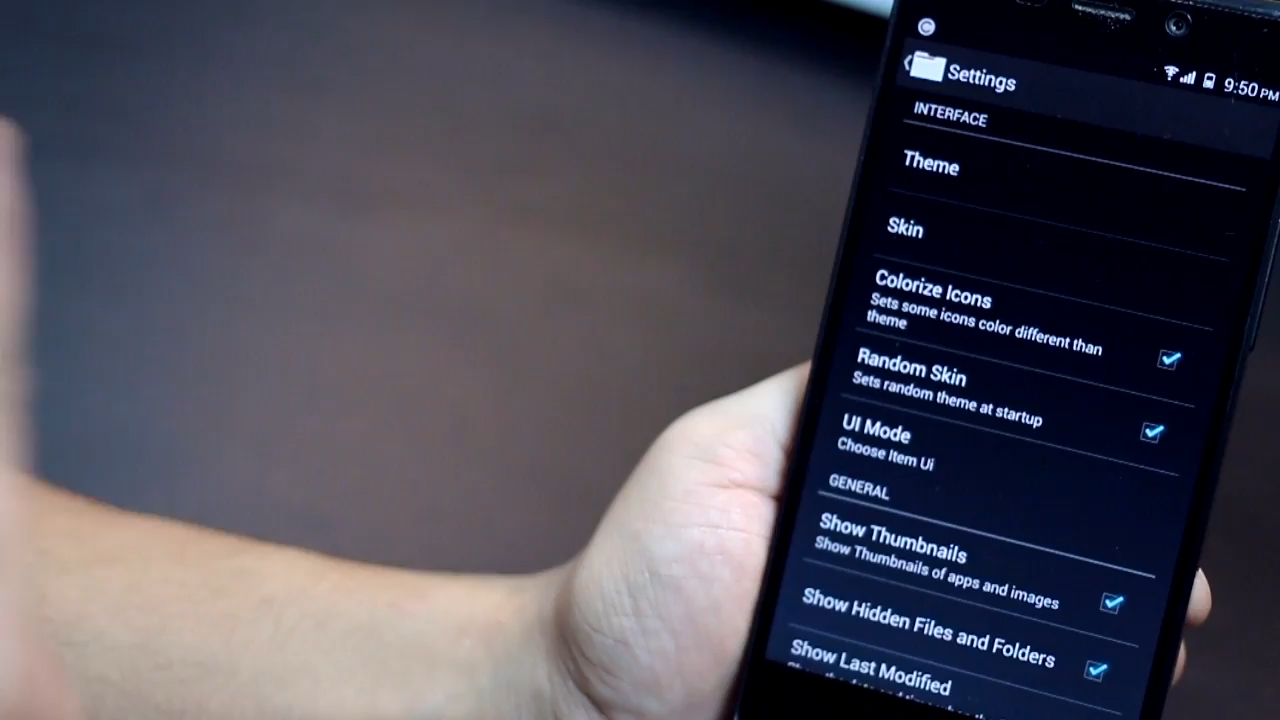 9:50 PM
Settings
INTERFACE
Theme
Skin
Colorize Icons
Sets some icons color different than
theme
Random Skin
Sets random theme at startup
UI Mode
Choose Item Ui
GENERAL
Show Thumbnails
Show Thumbnails of apps and images
Show Hidden Files and Folders
Show Last Modified